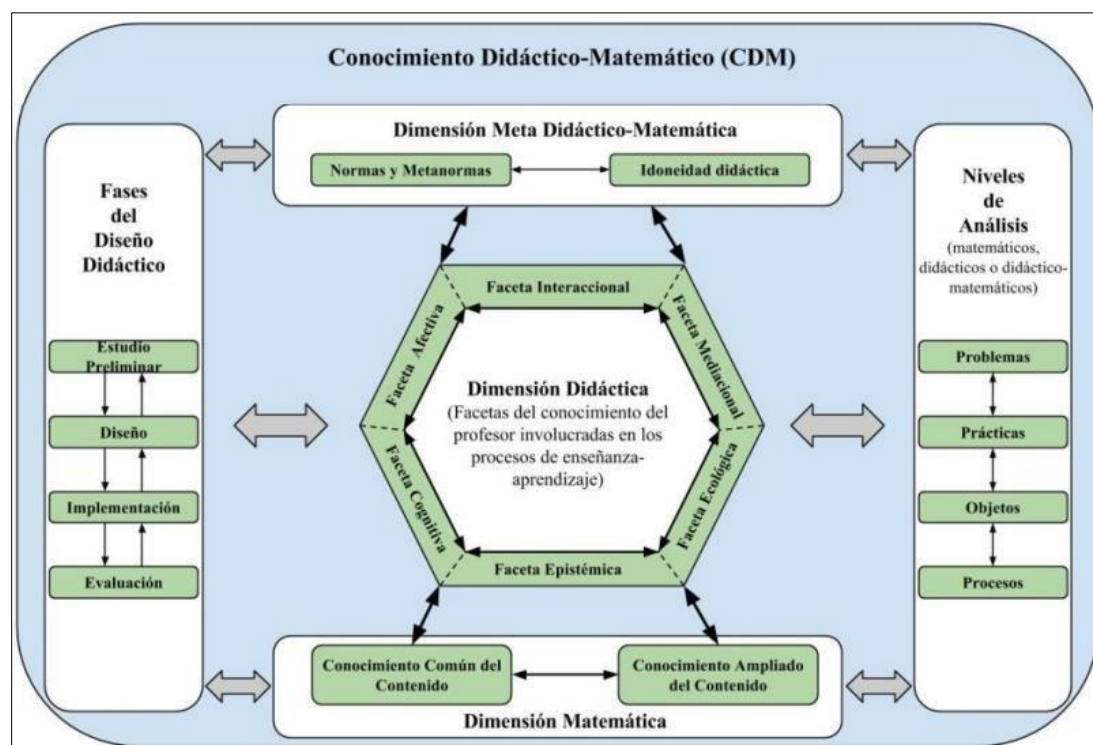 Conocimiento Didáctico-Matemático (CDM)
Dimensión Meta Didáctico-Matemática
Normas y Metanormas
Idoneidad didáctica
Fases
del
Diseño
Didáctico
Estudio
Preliminar
Diseño
Implementación
Evaluación
Faceta Interaccional
Faceta Afectiva
Faceta Mediacional
Dimensión Didáctica
(Facetas del conocimiento del
profesor involucradas en los
procesos de enseñanza-
aprendizaje)
Faceta Cognitiva
Faceta Ecológica
Faceta Epistémica
Niveles
de
Análisis
(matemáticos,
didácticos o didáctico-
matemáticos)
Problemas
Prácticas
Objetos
Procesos
Conocimiento Común del
Contenido
Conocimiento Ampliado
del Contenido
Dimensión Matemática